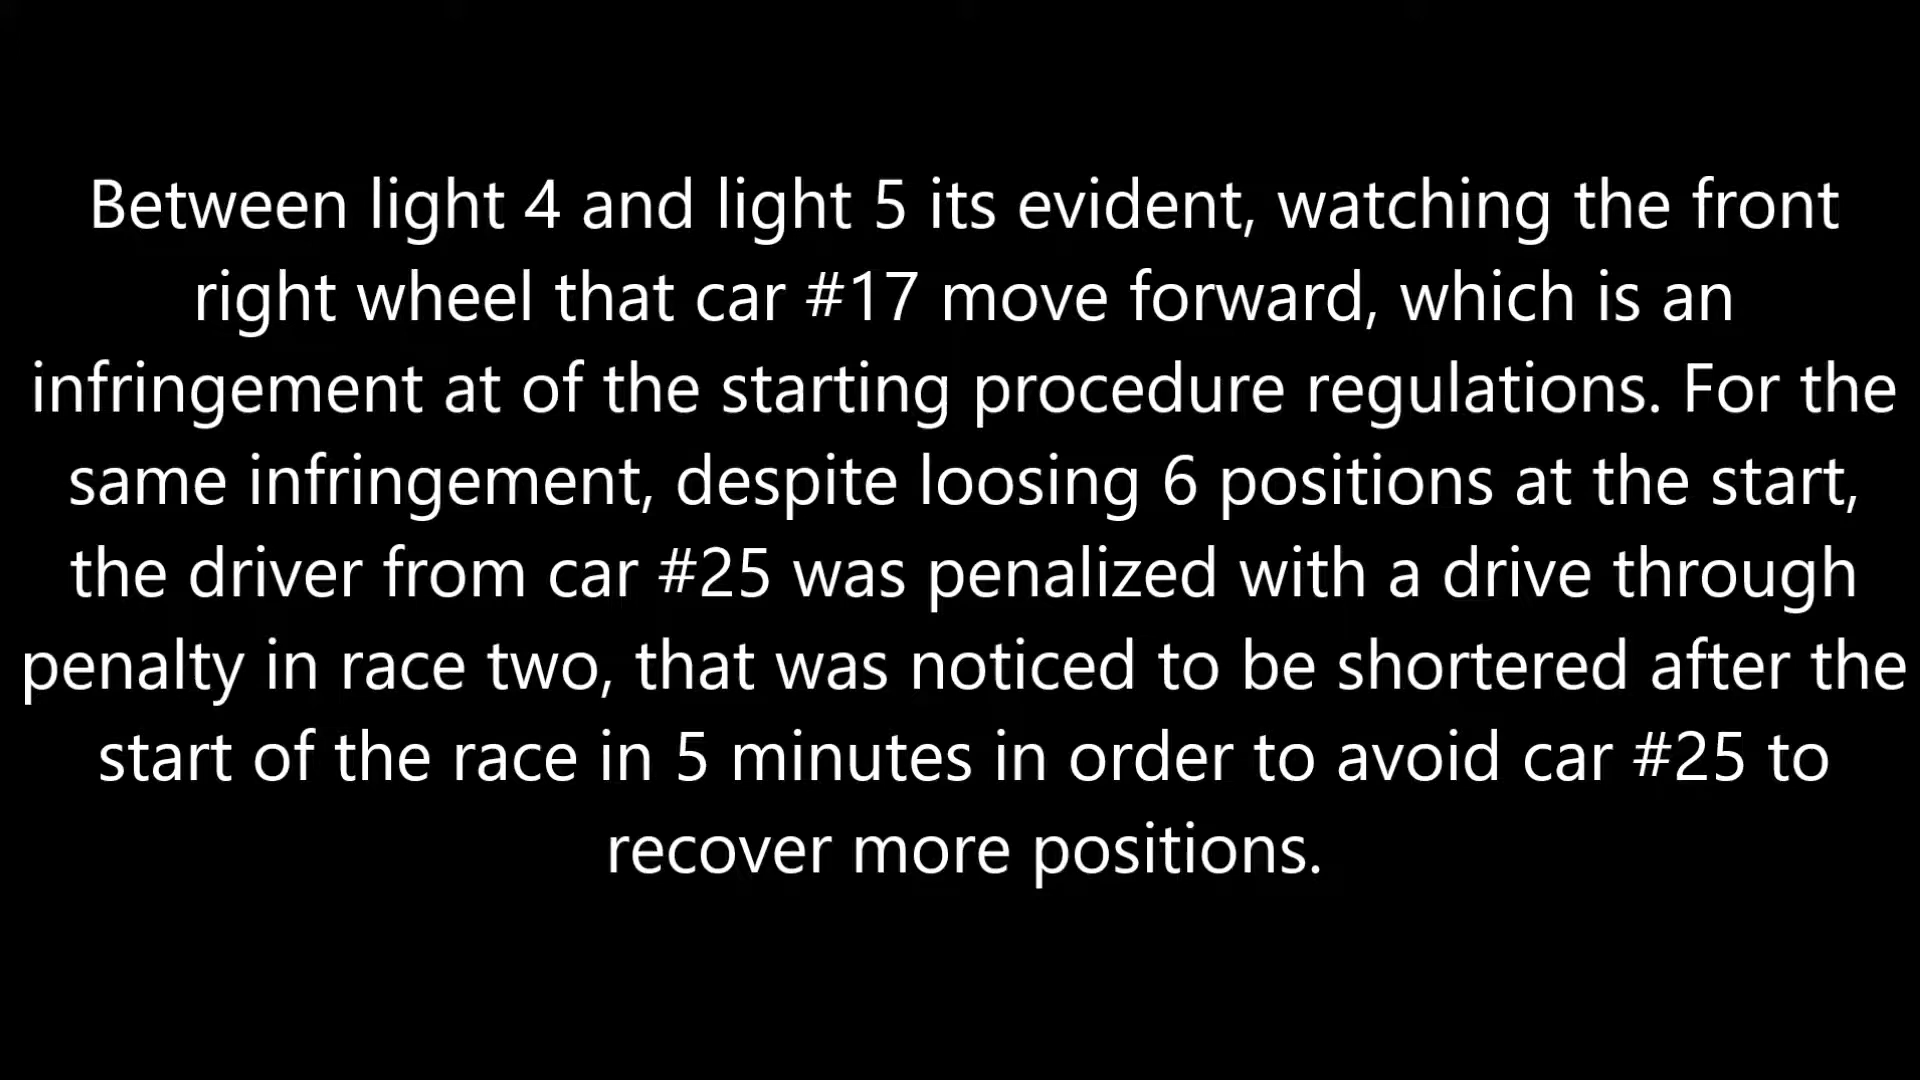 Between light 4 and light 5 its evident, watching the front
right wheel that car #17 move forward, which is an
infringement at of the starting procedure regulations. For the
same infringement, despite loosing 6 positions at the start,
the driver from car #25 was penalized with a drive through
penalty in race two, that was noticed to be shortered after the
start of the race in 5 minutes in order to avoid car #25 to
recover more positions.